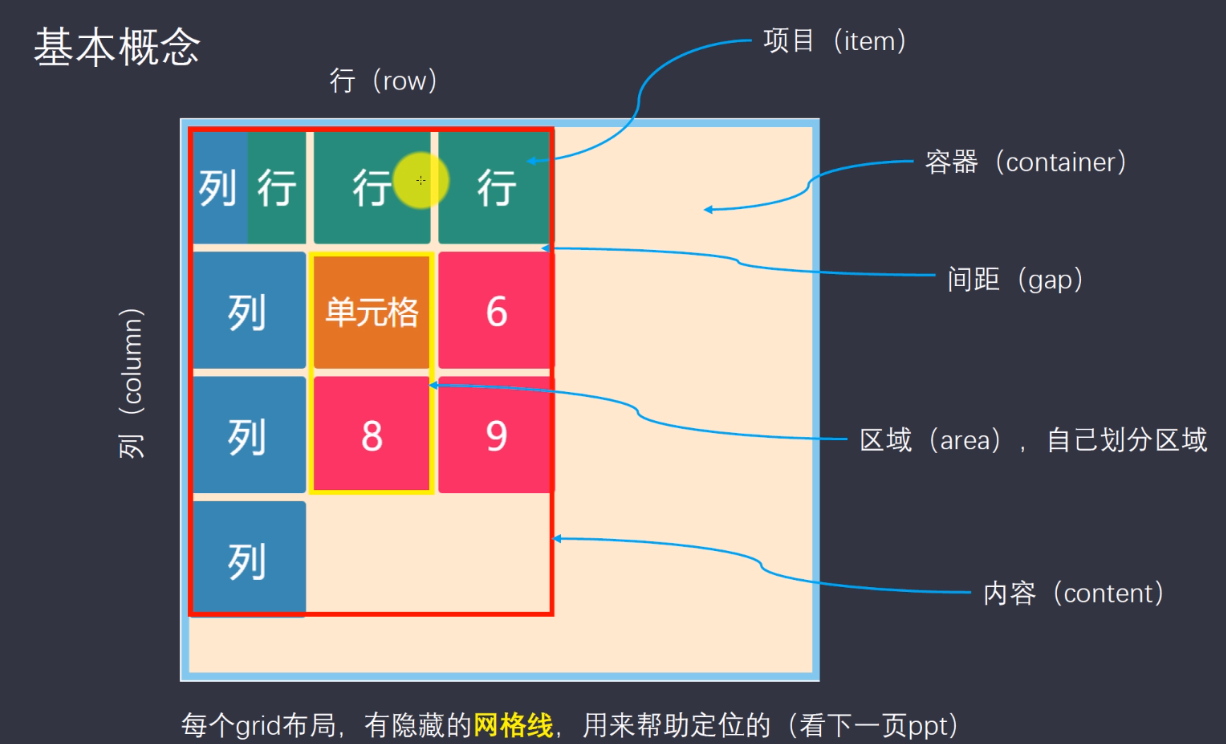 基本概念
项目（item）
行（row）
容器（container）
列 行 行 行
间距（gap）
列（column）
列 单元格 6
列 8 9
区域（area），自己划分区域
列
内容（content）
每个grid布局，有隐藏的网格线，用来帮助定位的（看下一页ppt）